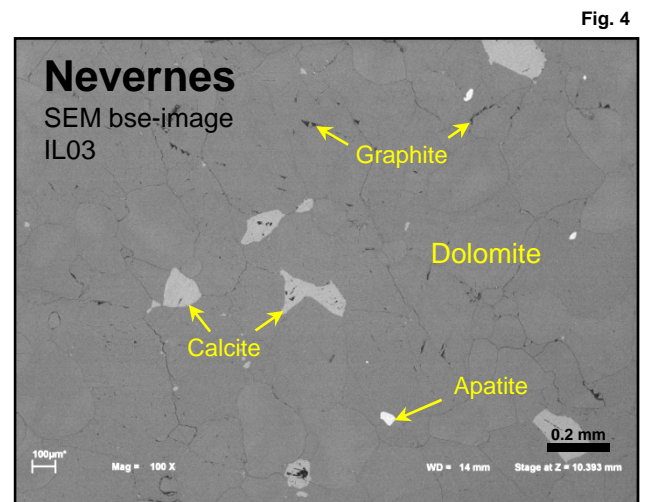 Fig. 4
Nevernes
SEM bse-image
IL03
Graphite
Dolomite
Calcite
Apatite
0.2 mm
100µm*
Mag = 100 X
WD = 14 mm
Stage at Z = 10.393 mm